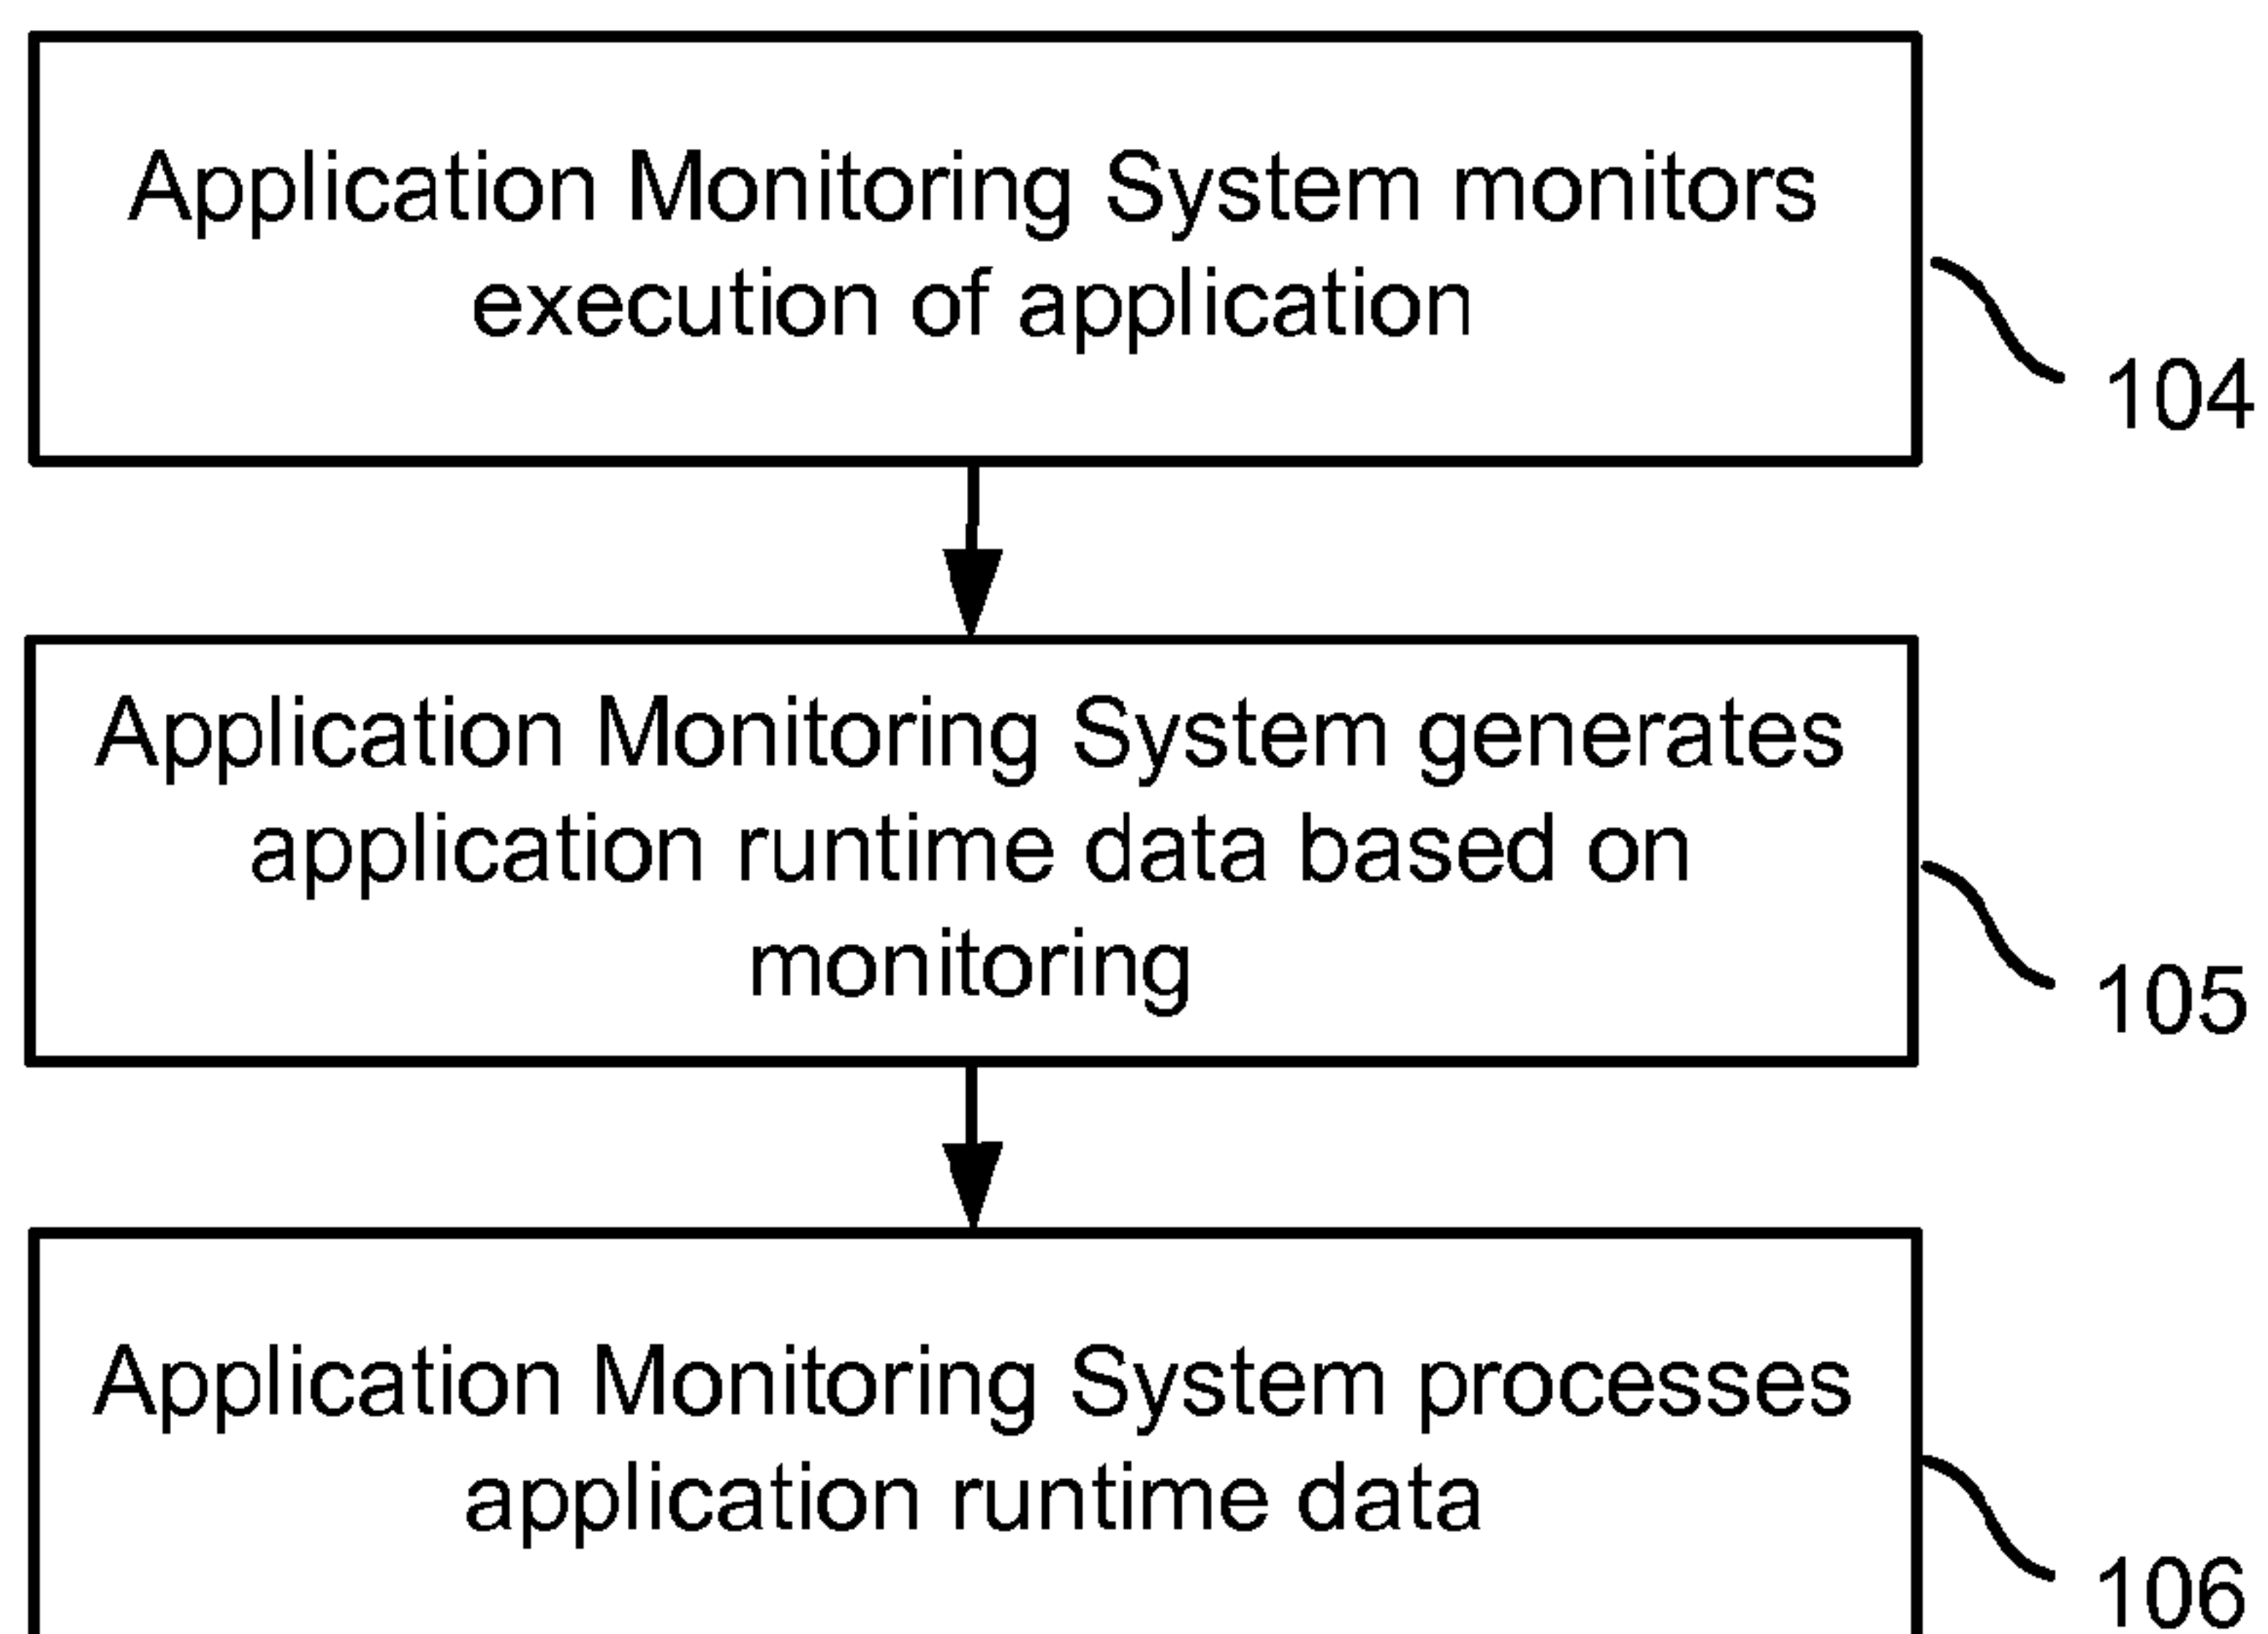 Application Monitoring System monitors
execution of application
104
Application Monitoring System generates
application runtime data based on
monitoring
105
Application Monitoring System processes
application runtime data
106